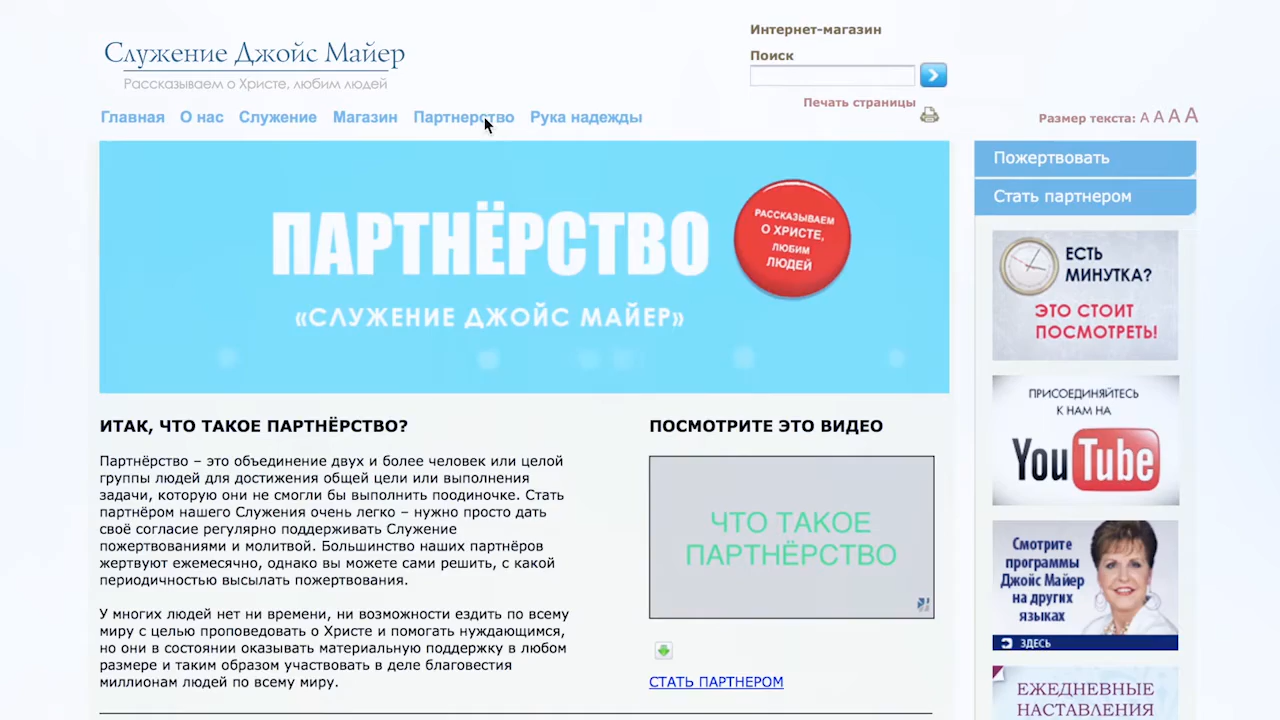 Служение Джойс Майер
Рассказываем о Христе, любим людей
Интернет-магазин
Поиск
Печать страницы
Размер текста: A A A A
Главная О нас Служение Магазин Партнерство Рука надежды
ПАРТНЁРСТВО
«СЛУЖЕНИЕ ДЖОЙС МАЙЕР»
РАССКАЗЫВАЕМ
О ХРИСТЕ,
ЛЮБИМ
ЛЮДЕЙ
Пожертвовать
Стать партнером
ЕСТЬ
МИНУТКА?
ЭТО СТОИТ
ПОСМОТРЕТЬ!
ПРИСОЕДИНЯЙТЕСЬ
К НАМ НА
YouTube
Смотрите
программы
Джойс Майер
на других
языках
ЗДЕСЬ
ЕЖЕДНЕВНЫЕ
НАСТАВЛЕНИЯ
ИТАК, ЧТО ТАКОЕ ПАРТНЁРСТВО?
Партнёрство – это объединение двух и более человек или целой
группы людей для достижения общей цели или выполнения
задачи, которую они не смогли бы выполнить поодиночке. Стать
партнёром нашего Служения очень легко – нужно просто дать
своё согласие регулярно поддерживать Служение
пожертвованиями и молитвой. Большинство наших партнёров
жертвуют ежемесячно, однако вы можете сами решить, с какой
периодичностью высылать пожертвования.
У многих людей нет ни времени, ни возможности ездить по всему
миру с целью проповедовать о Христе и помогать нуждающимся,
но они в состоянии оказывать материальную поддержку в любом
размере и таким образом участвовать в деле благовестия
миллионам людей по всему миру.
ПОСМОТРИТЕ ЭТО ВИДЕО
ЧТО ТАКОЕ
ПАРТНЁРСТВО
СТАТЬ ПАРТНЕРОМ